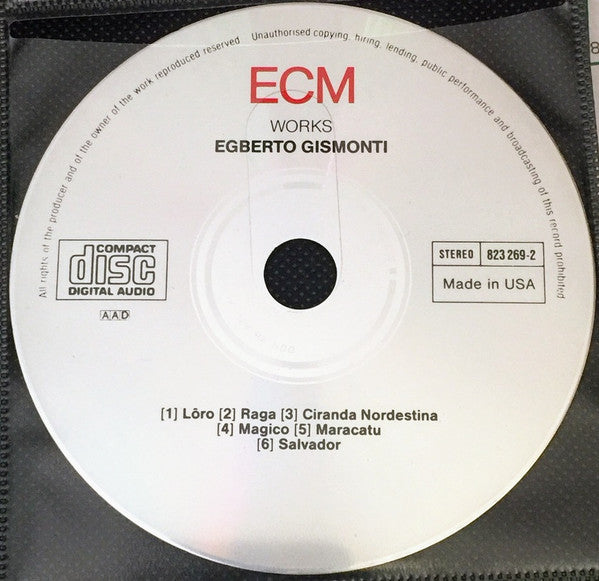 All rights of the producer and of the owner of the work reproduced reserved Unauthorised copying, hiring, lending, public performance and broadcasting of this record prohibited
ECM
WORKS
EGBERTO GISMONTI
COMPACT
disc
DIGITAL AUDIO
AAD
STEREO 823 269-2
Made in USA
[1] Lôro [2] Raga [3] Ciranda Nordestina
[4] Magico [5] Maracatu
[6] Salvador